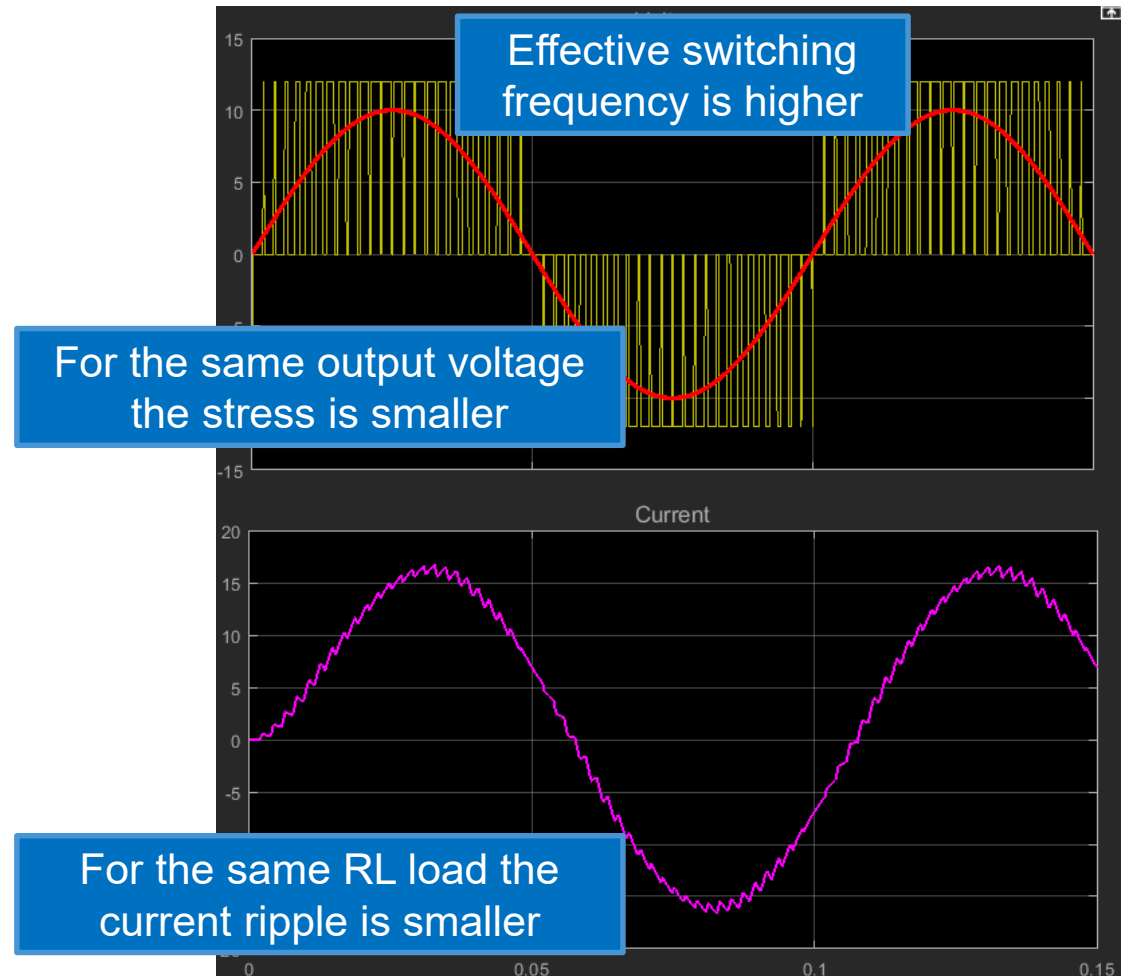 Effective switching
frequency is higher
15
10
5
0
For the same output voltage
the stress is smaller
-15
Current
20
15
10
5
0
-5
For the same RL load the
current ripple is smaller
0
0.05
0.1
0.15